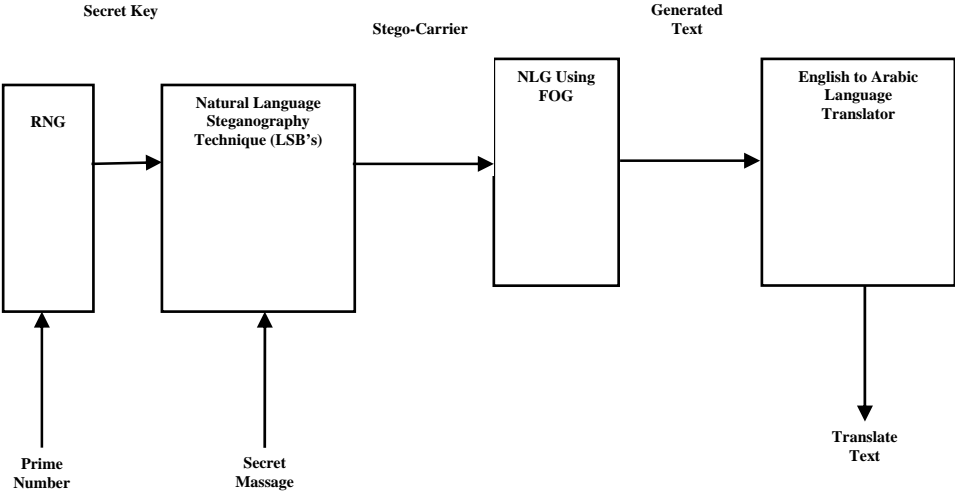 Secret Key
Stego-Carrier
Generated
Text
RNG
Natural Language
Steganography
Technique (LSB's)
NLG Using
FOG
English to Arabic
Language
Translator
Prime
Number
Secret
Massage
Translate
Text